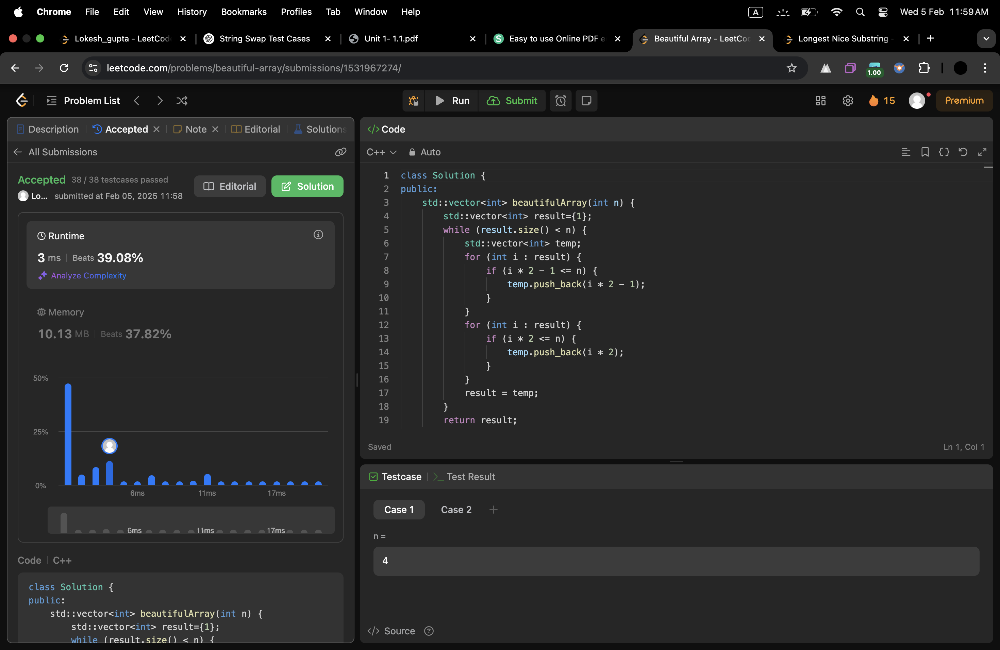 Chrome File Edit View History Bookmarks Profiles Tab Window Help A Wed 5 Feb 11:59 AM
Lokesh_gupta - LeetCod String Swap Test Cases Unit 1- 1.1.pdf Easy to use Online PDF e Beautiful Array - LeetCoc Longest Nice Substring -
leetcode.com/problems/beautiful-array/submissions/1531967274/ 1.00
Problem List Run Submit 15 Premium
Description Accepted Note Editorial Solutions
All Submissions
Accepted 38 / 38 testcases passed
Lo... submitted at Feb 05, 2025 11:58
Editorial Solution
Runtime
3 ms Beats 39.08%
Analyze Complexity
Memory
10.13 MB Beats 37.82%
50%
25%
0%
6ms 11ms 17ms
6ms 11ms 17ms
Code C++
class Solution {
public:
    std::vector<int> beautifulArray(int n) {
        std::vector<int> result={1};
        while (result.size() < n) {
</> Code
C++ Auto
1 class Solution {
2 public:
3     std::vector<int> beautifulArray(int n) {
4         std::vector<int> result={1};
5         while (result.size() < n) {
6             std::vector<int> temp;
7             for (int i : result) {
8                 if (i * 2 - 1 <= n) {
9                     temp.push_back(i * 2 - 1);
10                 }
11             }
12             for (int i : result) {
13                 if (i * 2 <= n) {
14                     temp.push_back(i * 2);
15                 }
16             }
17             result = temp;
18         }
19         return result;
Saved Ln 1, Col 1
Testcase Test Result
Case 1 Case 2 +
n =
4
</> Source ?